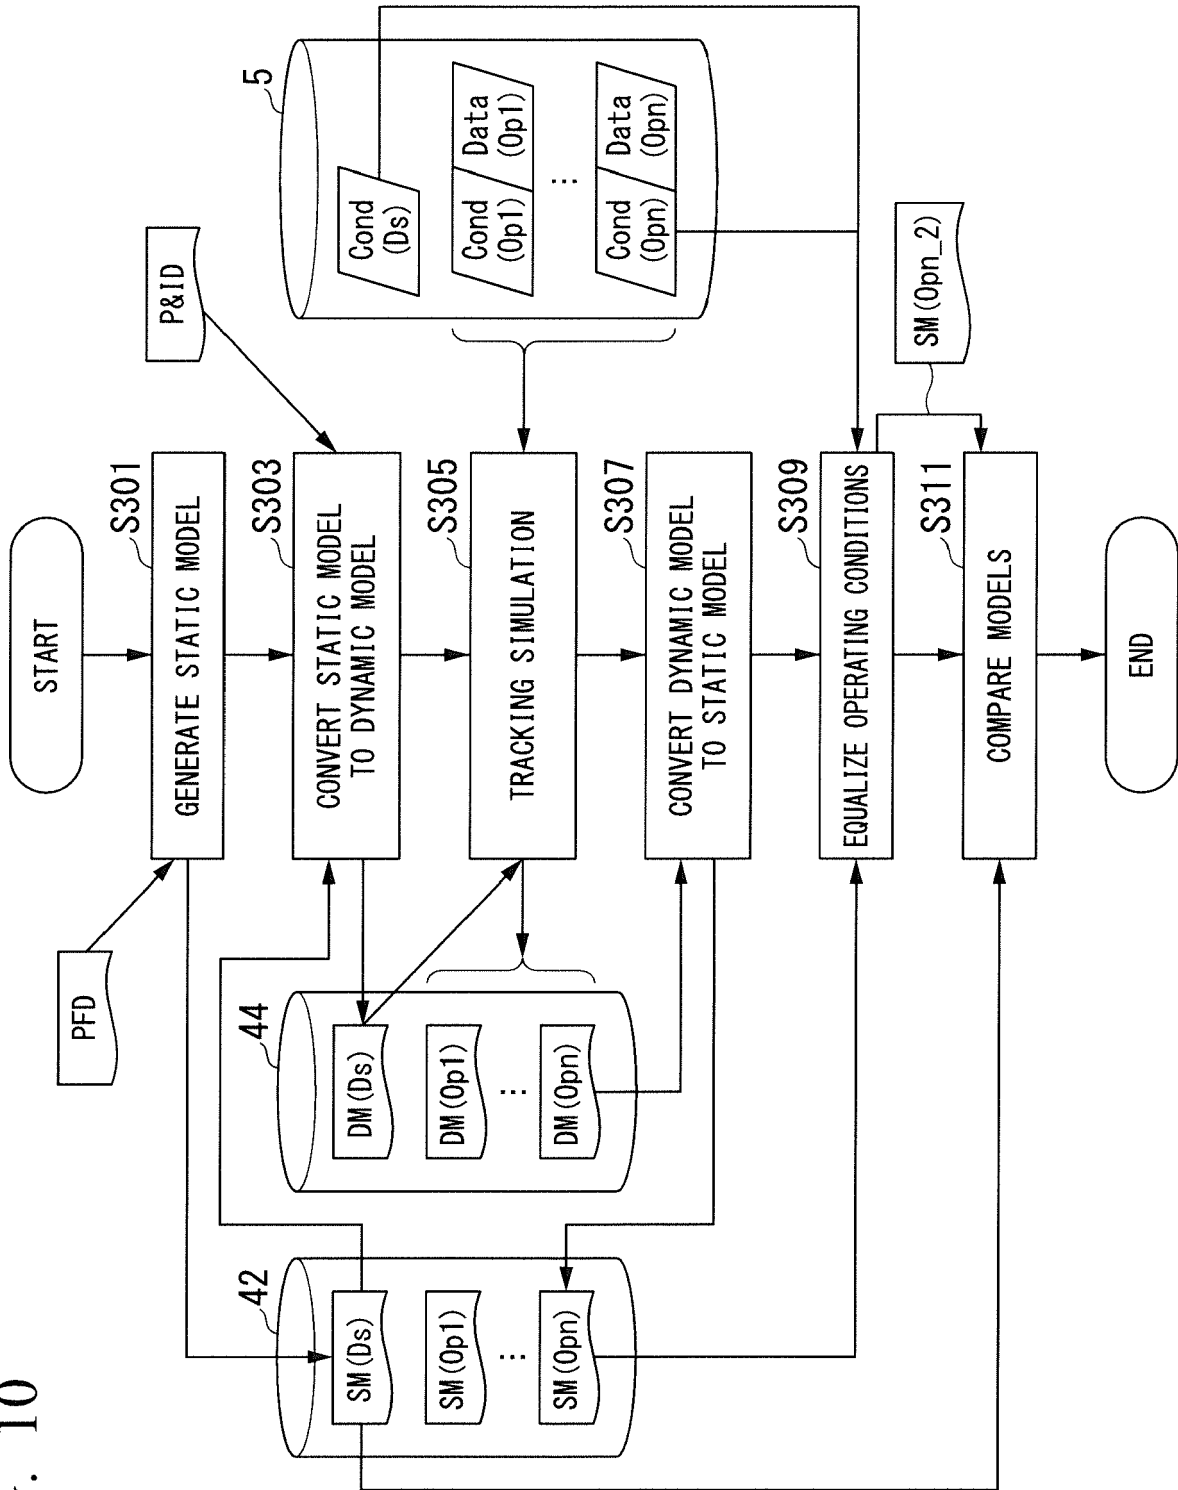 . 10
START
PFD
GENERATE STATIC MODEL
S301
P&ID
CONVERT STATIC MODEL
TO DYNAMIC MODEL
S303
TRACKING SIMULATION
S305
CONVERT DYNAMIC MODEL
TO STATIC MODEL
S307
EQUALIZE OPERATING CONDITIONS
S309
COMPARE MODELS
S311
END
42
SM(Ds)
SM(Op1)
...
SM(Opn)
44
DM(Ds)
DM(Op1)
...
DM(Opn)
5
Cond
(Ds)
Cond
(Op1)
Data
(Op1)
...
Cond
(Opn)
Data
(Opn)
SM(Opn_2)